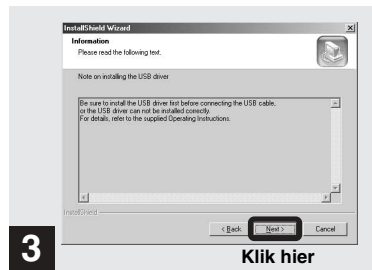 InstallShield Wizard
Information
Please read the following text.
Note on installing the USB driver
Be sure to install the USB driver first before connecting the USB cable,
or the USB driver can not be installed correctly.
For details, refer to the supplied Operating Instructions.
InstallShield
< Back Next > Cancel
3
Klik hier